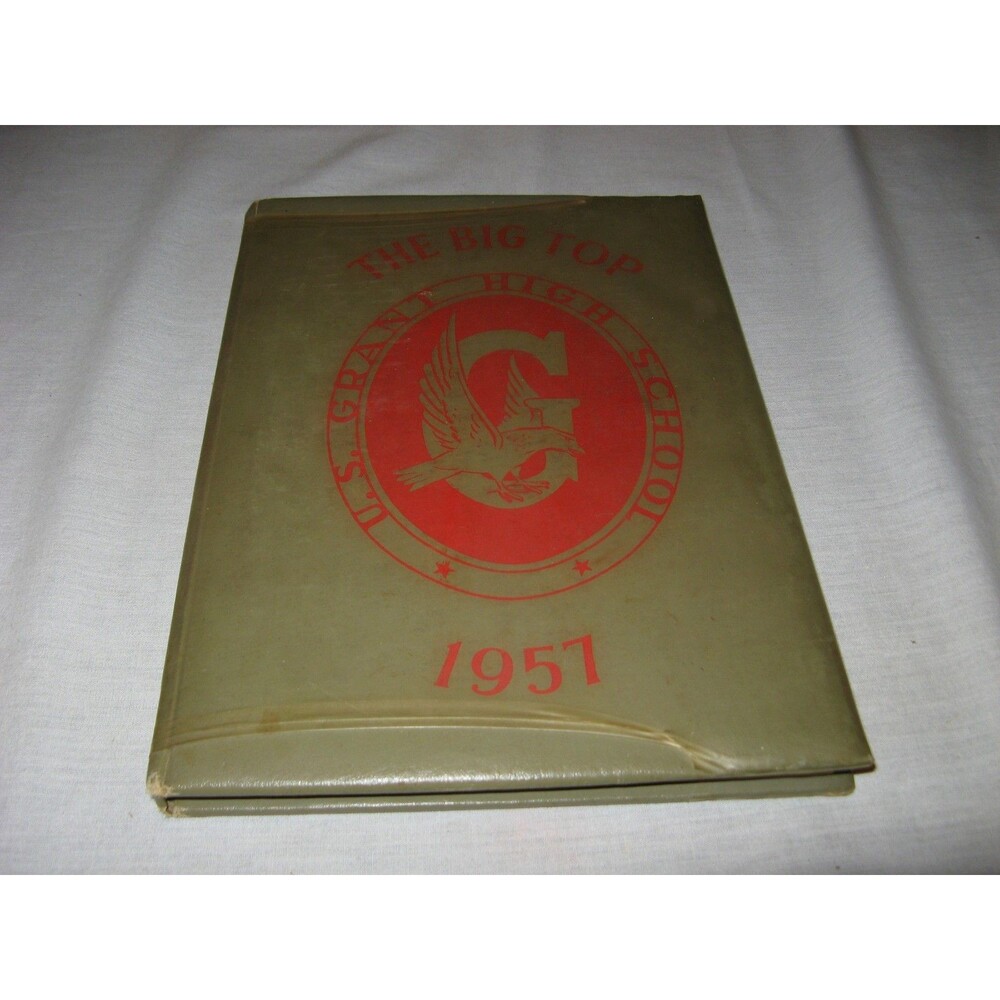 THE BIG TOP
U.S. GRANT HIGH SCHOOL
G
1957